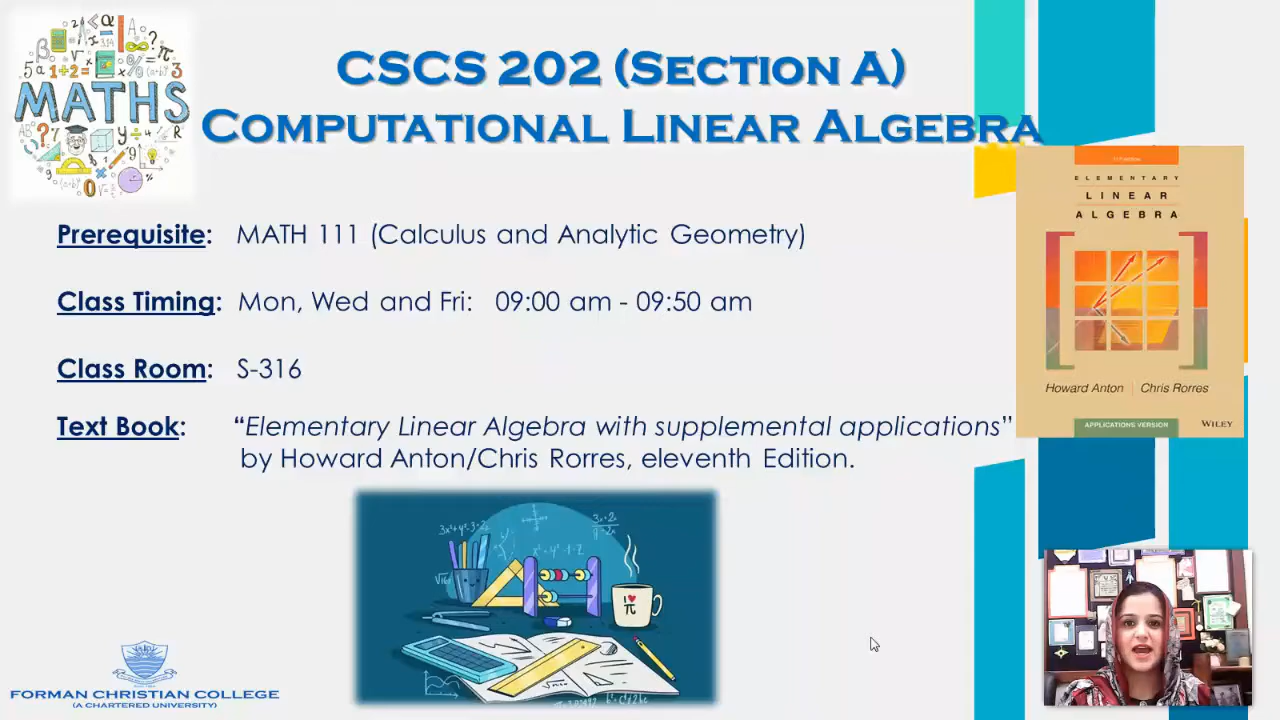 CSCS 202 (SECTION A)
COMPUTATIONAL LINEAR ALGEBRA
MATHS
Prerequisite: MATH 111 (Calculus and Analytic Geometry)
Class Timing: Mon, Wed and Fri: 09:00 am - 09:50 am
Class Room: S-316
Text Book: “Elementary Linear Algebra with supplemental applications”
by Howard Anton/Chris Rorres, eleventh Edition.
ELEMENTARY
LINEAR
ALGEBRA
Howard Anton | Chris Rorres
APPLICATIONS VERSION
WILEY
I ♥
π
FORMAN CHRISTIAN COLLEGE
(A CHARTERED UNIVERSITY)